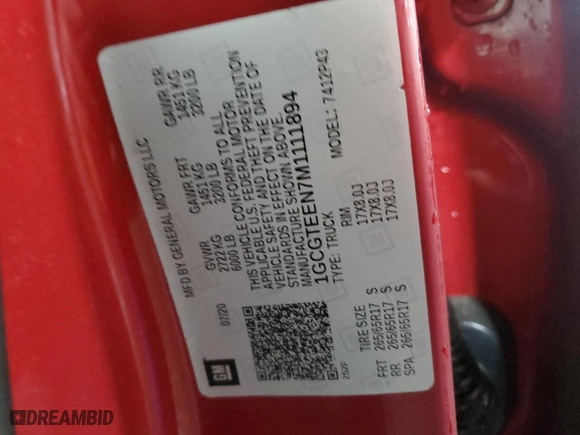 MFD BY GENERAL MOTORS LLC
07/20
GVWR GAWR FRT GAWR RR
2722 KG 1451 KG 1451 KG
6000 LB 3200 LB 3200 LB
THIS VEHICLE CONFORMS TO ALL
APPLICABLE U.S. FEDERAL MOTOR
VEHICLE SAFETY AND THEFT PREVENTION
STANDARDS IN EFFECT ON THE DATE OF
MANUFACTURE SHOWN ABOVE.
1GCGTEEN7M1111894
TYPE: TRUCK MODEL: 7412P43
GM
252F
TIRE SIZE RIM
FRT 265/65R17 S 17X8.0J
RR 265/65R17 S 17X8.0J
SPA 265/65R17 S 17X8.0J
DREAMBID